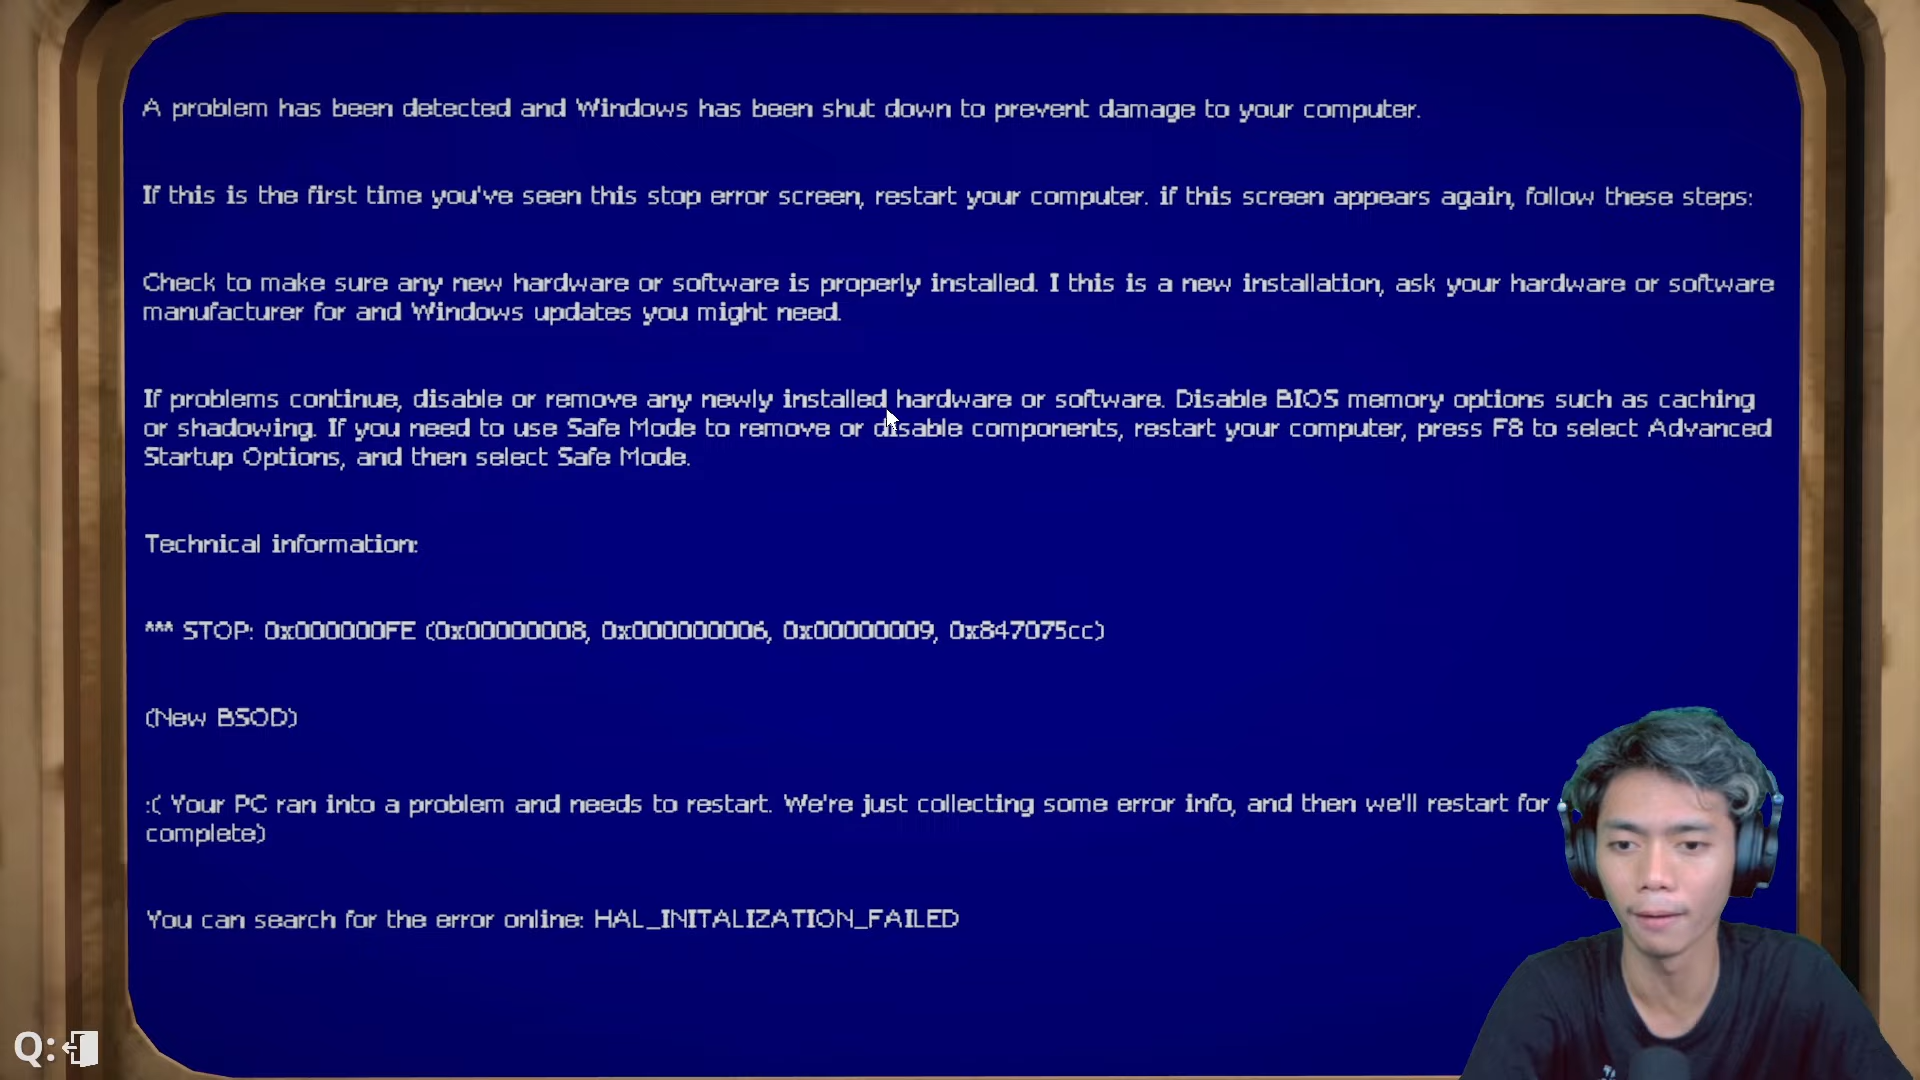 A problem has been detected and Windows has been shut down to prevent damage to your computer.
If this is the first time you've seen this stop error screen, restart your computer. if this screen appears again, follow these steps:
Check to make sure any new hardware or software is properly installed. I this is a new installation, ask your hardware or software
manufacturer for and Windows updates you might need.
If problems continue, disable or remove any newly installed hardware or software. Disable BIOS memory options such as caching
or shadowing. If you need to use Safe Mode to remove or disable components, restart your computer, press F8 to select Advanced
Startup Options, and then select Safe Mode.
Technical information:
*** STOP: 0x000000FE (0x00000008, 0x000000006, 0x00000009, 0x847075cc)
(New BSOD)
:( Your PC ran into a problem and needs to restart. We're just collecting some error info, and then we'll restart for
complete)
You can search for the error online: HAL_INITALIZATION_FAILED
Q: